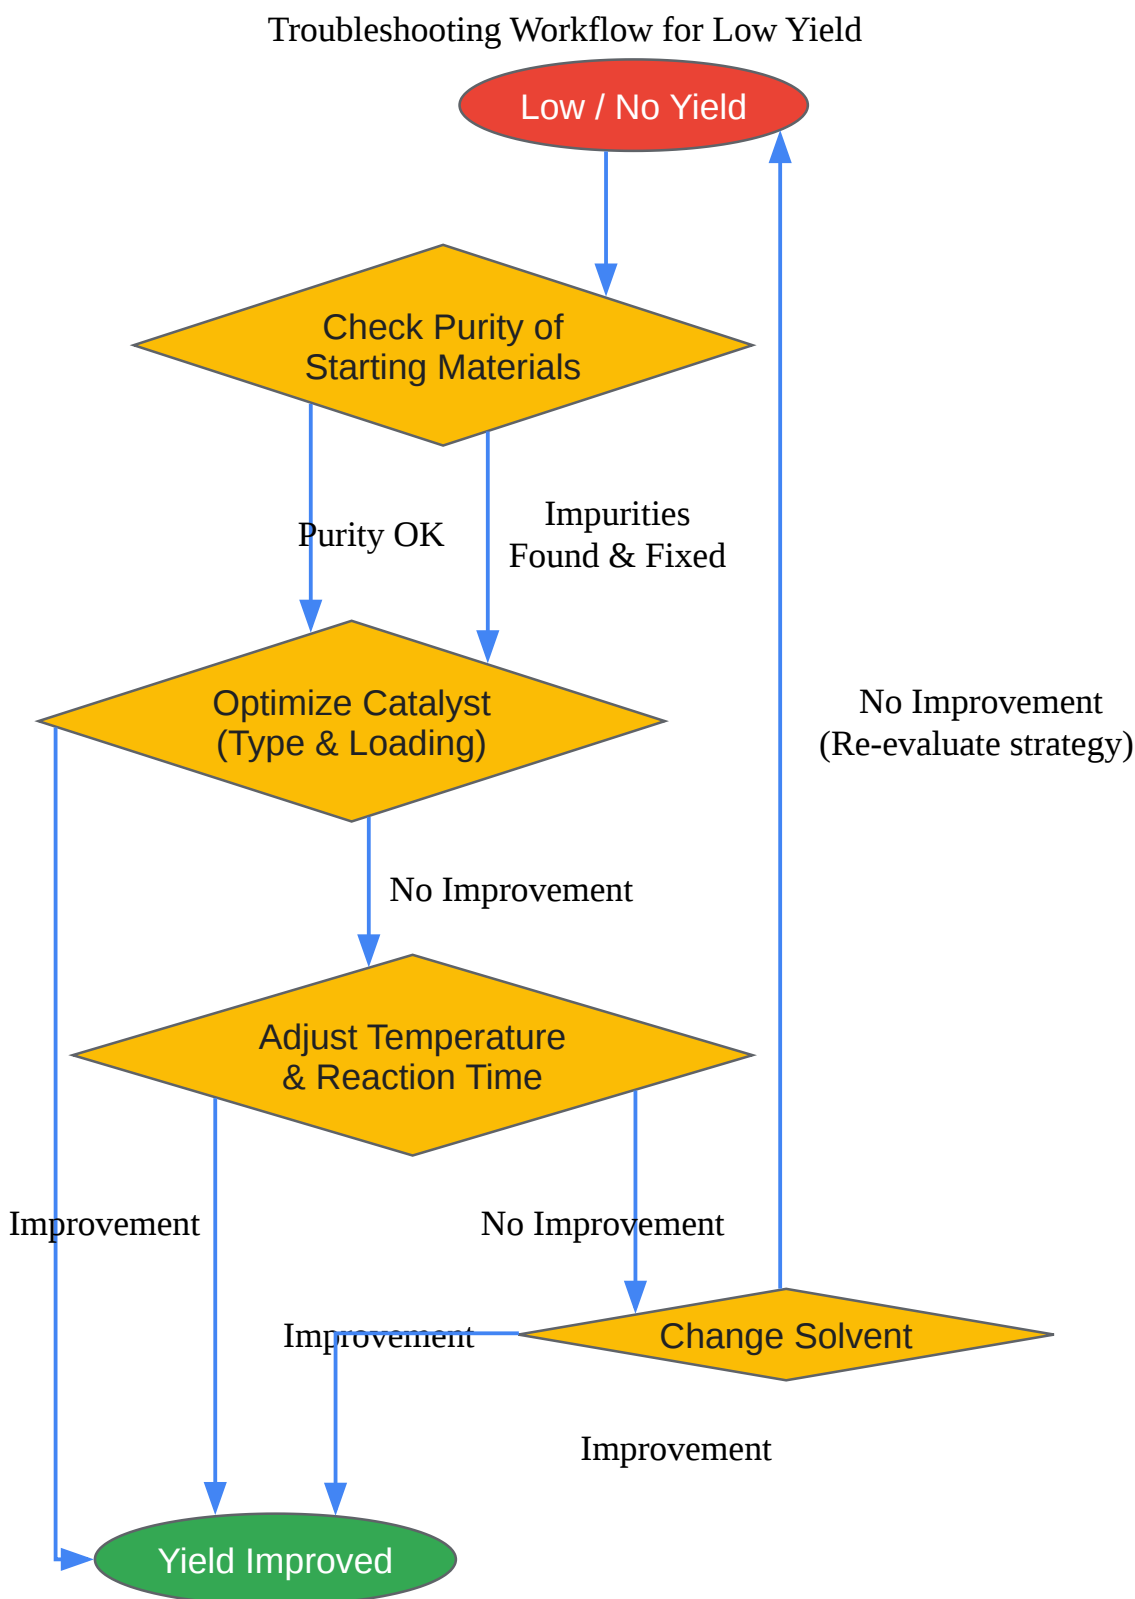 Troubleshooting Workflow for Low Yield
Low / No Yield
Check Purity of
Starting Materials
Purity OK
Impurities
Found & Fixed
Optimize Catalyst
(Type & Loading)
No Improvement
(Re-evaluate strategy)
No Improvement
Adjust Temperature
& Reaction Time
Improvement
No Improvement
Improvement
Change Solvent
Improvement
Yield Improved